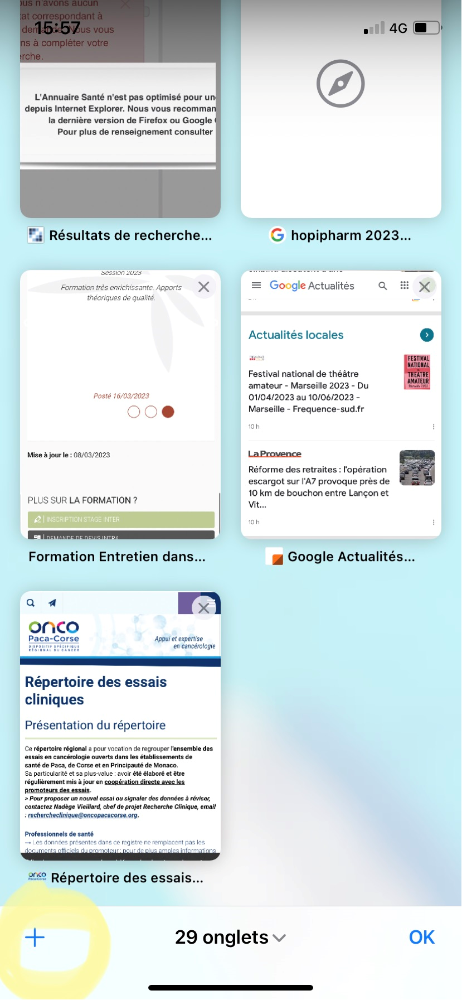 ous n'avons aucun
tat correspondant à
demande. Nous vous
ns à compléter votre
erche.
15:57
4G
L'Annuaire Santé n'est pas optimisé pour un
depuis Internet Explorer. Nous vous recomman
la dernière version de Firefox ou Google
Pour plus de renseignement consulter
Résultats de recherche...
hopipharm 2023...
Session 2023
Formation très enrichissante. Apports
théoriques de qualité.
Posté 16/03/2023
Mise à jour le : 08/03/2023
PLUS SUR LA FORMATION ?
INSCRIPTION STAGE INTER
DEMANDE DE DEVIS INTRA
Formation Entretien dans...
Google Actualités
Actualités locales
FESTIVAL
NATIONAL
THÉÂTRE
AMATEUR
Marseille 2023
Festival national de théâtre
amateur - Marseille 2023 - Du
01/04/2023 au 10/06/2023 -
Marseille - Frequence-sud.fr
10 h
La Provence
Réforme des retraites : l'opération
escargot sur l'A7 provoque près de
10 km de bouchon entre Lançon et
Vit...
10 h
Google Actualités...
onco
Paca-Corse
DISPOSITIF SPÉCIFIQUE
RÉGIONAL DU CANCER
Appui et expertise
en cancérologie
Répertoire des essais
cliniques
Présentation du répertoire
Ce répertoire régional a pour vocation de regrouper l'ensemble des
essais en cancérologie ouverts dans les établissements de
santé de Paca, de Corse et en Principauté de Monaco.
Sa particularité et sa plus-value : avoir été élaboré et être
régulièrement mis à jour en coopération directe avec les
promoteurs des essais.
> Pour proposer un nouvel essai ou signaler des données à réviser,
contactez Nadège Vieillard, chef de projet Recherche Clinique, email
: rechercheclinique@oncopacacorse.org.
Professionnels de santé
→ Les données présentes dans ce registre ne remplacent pas les
documents officiels du promoteur : pour de plus amples informations
onco
Paca-Corse
Répertoire des essais...
29 onglets
OK